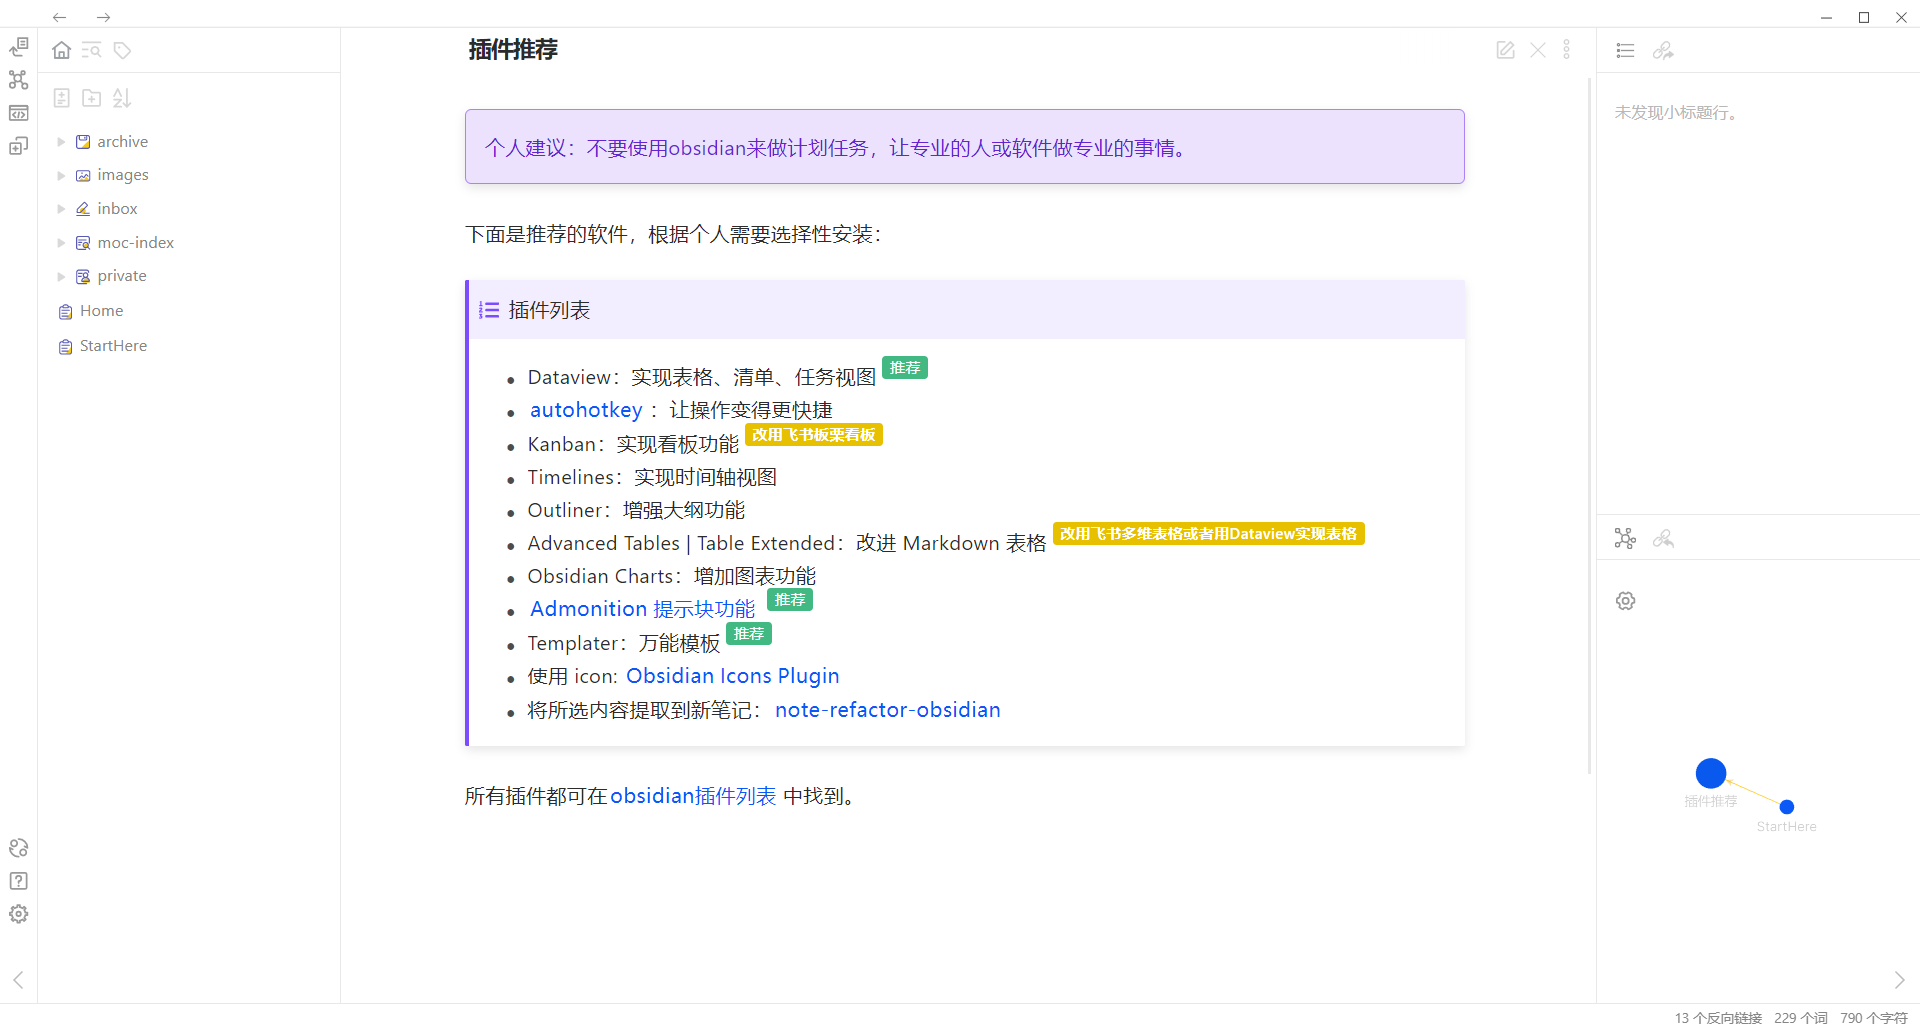 archive
images
inbox
moc-index
private
Home
StartHere
插件推荐
个人建议：不要使用obsidian来做计划任务，让专业的人或软件做专业的事情。
下面是推荐的软件，根据个人需要选择性安装：
插件列表
Dataview：实现表格、清单、任务视图 推荐
autohotkey ：让操作变得更快捷
Kanban：实现看板功能 改用飞书板栗看板
Timelines：实现时间轴视图
Outliner：增强大纲功能
Advanced Tables | Table Extended：改进 Markdown 表格 改用飞书多维表格或者用Dataview实现表格
Obsidian Charts：增加图表功能
Admonition 提示块功能 推荐
Templater：万能模板 推荐
使用 icon: Obsidian Icons Plugin
将所选内容提取到新笔记：note-refactor-obsidian
所有插件都可在obsidian插件列表 中找到。
未发现小标题行。
插件推荐
StartHere
13 个反向链接 229 个词 790 个字符